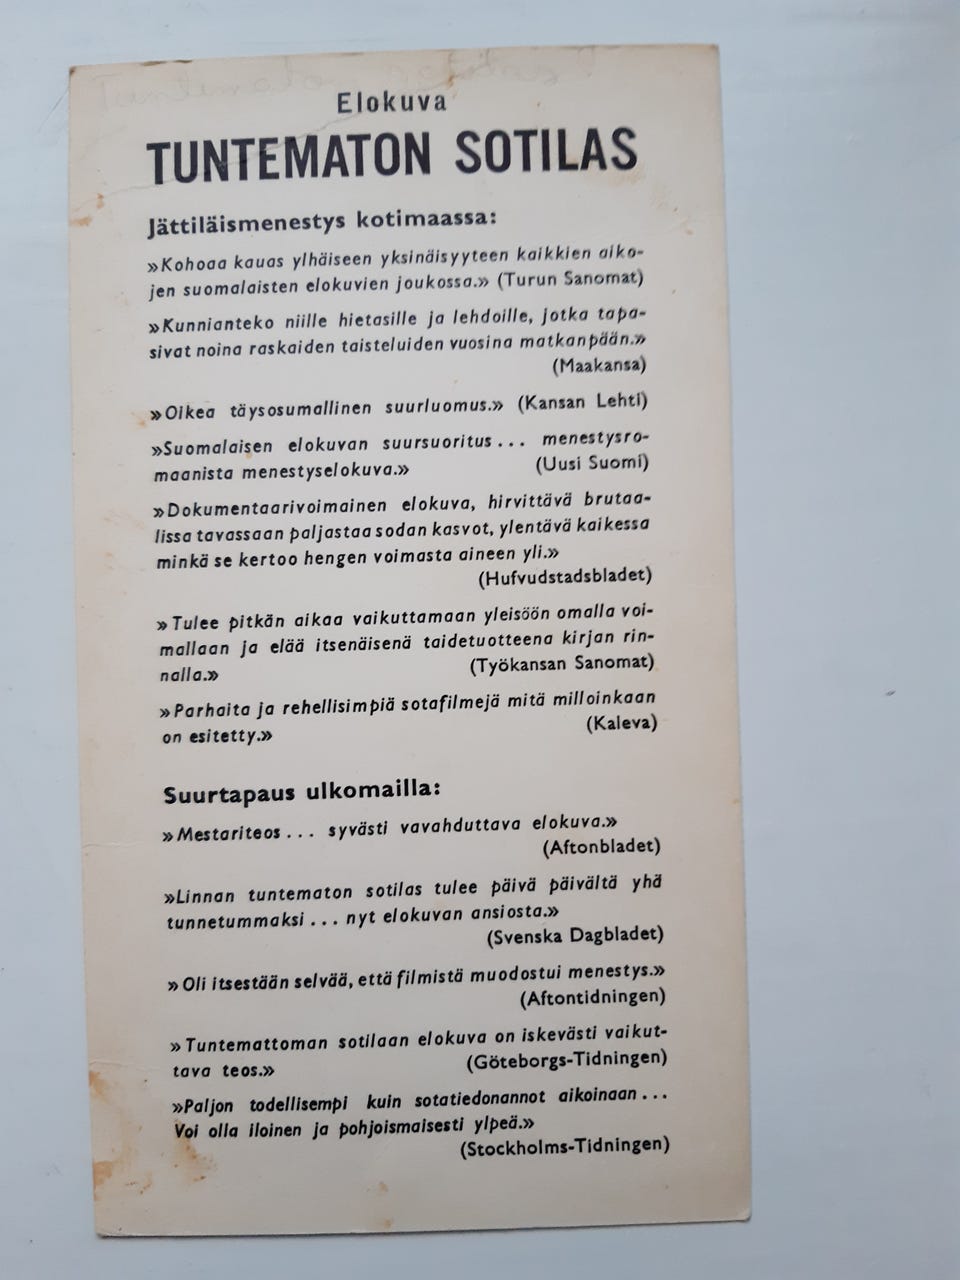 Elokuva
TUNTEMATON SOTILAS
Jättiläismenestys kotimaassa:
»Kohoaa kauas ylhäiseen yksinäisyyteen kaikkien aiko-
jen suomalaisten elokuvien joukossa.» (Turun Sanomat)
»Kunnianteko niille hietasille ja lehdoille, jotka tapa-
sivat noina raskaiden taisteluiden vuosina matkanpään.»
(Maakansa)
»Oikea täysosumallinen suurluomus.» (Kansan Lehti)
»Suomalaisen elokuvan suursuoritus... menestysro-
maanista menestyselokuva.» (Uusi Suomi)
»Dokumentaarivoimainen elokuva, hirvittävä brutaa-
lissa tavassaan paljastaa sodan kasvot, ylentävä kaikessa
minkä se kertoo hengen voimasta aineen yli.»
(Hufvudstadsbladet)
»Tulee pitkän aikaa vaikuttamaan yleisöön omalla voi-
mallaan ja elää itsenäisenä taidetuotteena kirjan rin-
nalla.» (Työkansan Sanomat)
»Parhaita ja rehellisimpiä sotafilmejä mitä milloinkaan
on esitetty.» (Kaleva)
Suurtapaus ulkomailla:
»Mestariteos... syvästi vavahduttava elokuva.»
(Aftonbladet)
»Linnan tuntematon sotilas tulee päivä päivältä yhä
tunnetummaksi... nyt elokuvan ansiosta.»
(Svenska Dagbladet)
»Oli itsestään selvää, että filmistä muodostui menestys.»
(Aftontidningen)
»Tuntemattoman sotilaan elokuva on iskevästi vaikut-
tava teos.» (Göteborgs-Tidningen)
»Paljon todellisempi kuin sotatiedonannot aikoinaan...
Voi olla iloinen ja pohjoismaisesti ylpeä.»
(Stockholms-Tidningen)